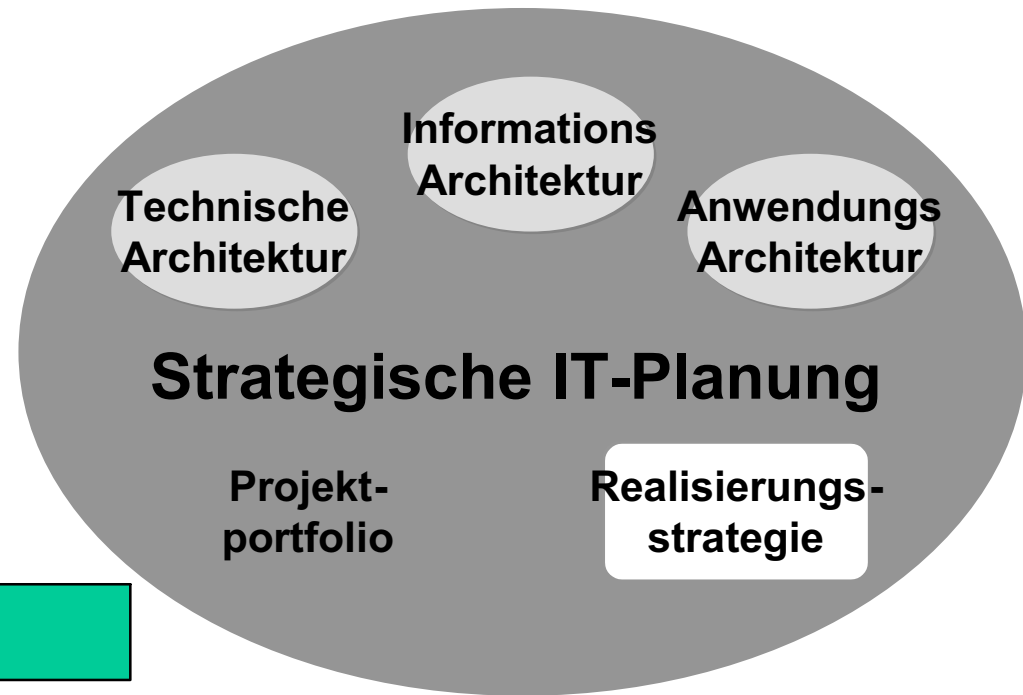 Informations
Architektur
Technische
Architektur
Anwendungs
Architektur
Strategische IT-Planung
Projekt-
portfolio
Realisierungs-
strategie